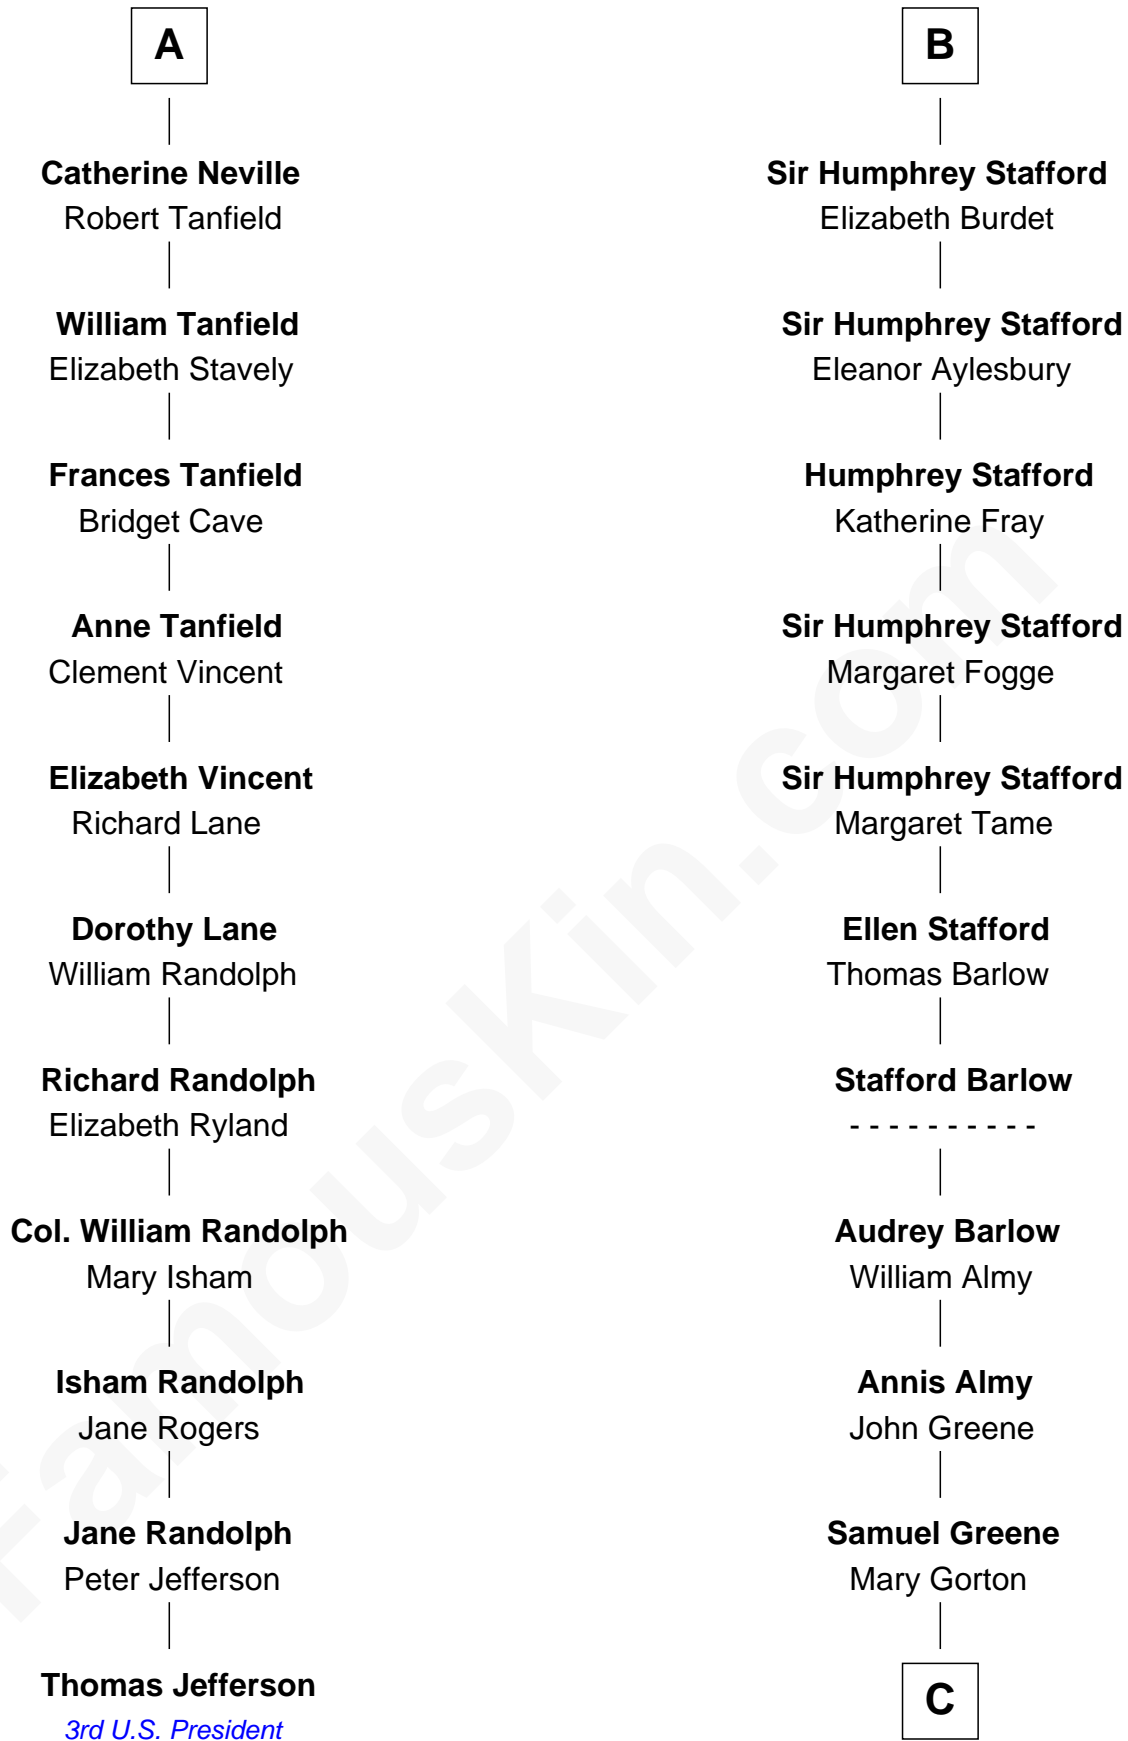 A
Catherine Neville
Robert Tanfield
William Tanfield
Elizabeth Stavely
Frances Tanfield
Bridget Cave
Anne Tanfield
Clement Vincent
Elizabeth Vincent
Richard Lane
Dorothy Lane
William Randolph
Richard Randolph
Elizabeth Ryland
Col. William Randolph
Mary Isham
Isham Randolph
Jane Rogers
Jane Randolph
Peter Jefferson
Thomas Jefferson
3rd U.S. President
B
Sir Humphrey Stafford
Elizabeth Burdet
Sir Humphrey Stafford
Eleanor Aylesbury
Humphrey Stafford
Katherine Fray
Sir Humphrey Stafford
Margaret Fogge
Sir Humphrey Stafford
Margaret Tame
Ellen Stafford
Thomas Barlow
Stafford Barlow
- - - - - - - - - -
Audrey Barlow
William Almy
Annis Almy
John Greene
Samuel Greene
Mary Gorton
C
FamousKin.com